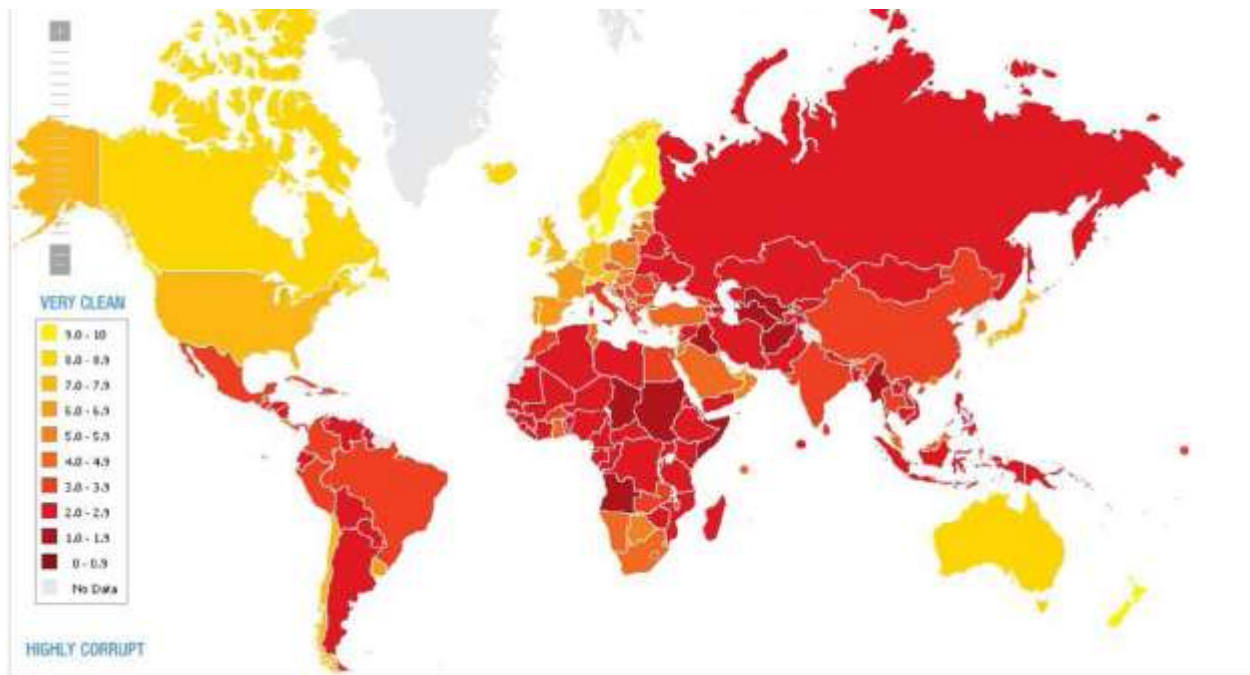 +
−
VERY CLEAN
9.0 - 10
8.0 - 8.9
7.0 - 7.9
6.0 - 6.9
5.0 - 5.9
4.0 - 4.9
3.0 - 3.9
2.0 - 2.9
1.0 - 1.9
0 - 0.9
No Data
HIGHLY CORRUPT